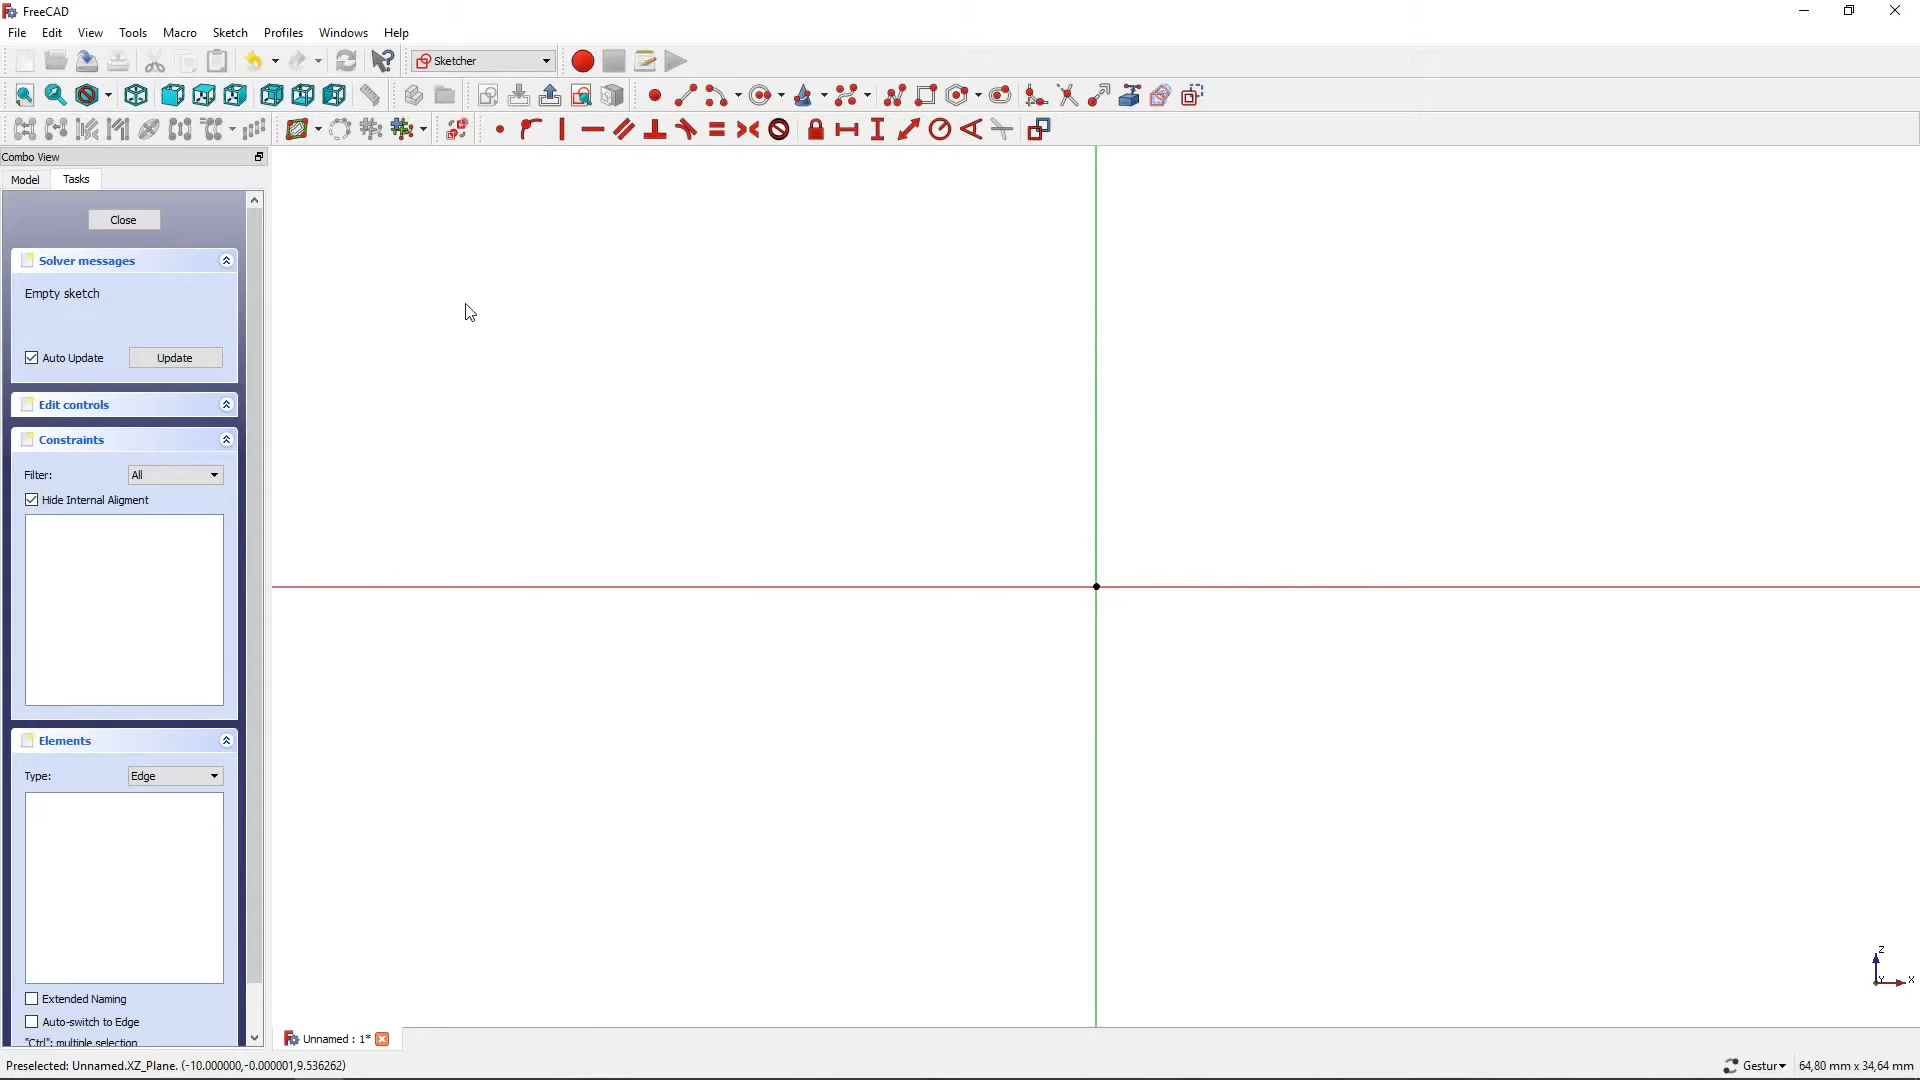 FreeCAD
File Edit View Tools Macro Sketch Profiles Windows Help
Sketcher
Combo View
Model Tasks
Close
Solver messages
Empty sketch
Auto Update Update
Edit controls
Constraints
Filter: All
Hide Internal Aligment
Elements
Type: Edge
Extended Naming
Auto-switch to Edge
"Ctrl": multiple selection
Z
Y X
Unnamed : 1*
Preselected: Unnamed.XZ_Plane. (-10.000000,-0.000001,9.536262) Gestur 64,80 mm x 34,64 mm